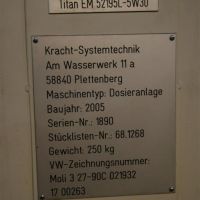 Titan EM 52195L-5W30
Kracht-Systemtechnik
Am Wasserwerk 11 a
58840 Plettenberg
Maschinentyp: Dosieranlage
Baujahr: 2005
Serien-Nr.: 1890
Stücklisten-Nr.: 68.1268
Gewicht: 250 kg
VW-Zeichnungsnummer:
Moli 3 27-90C 021932
17 00263